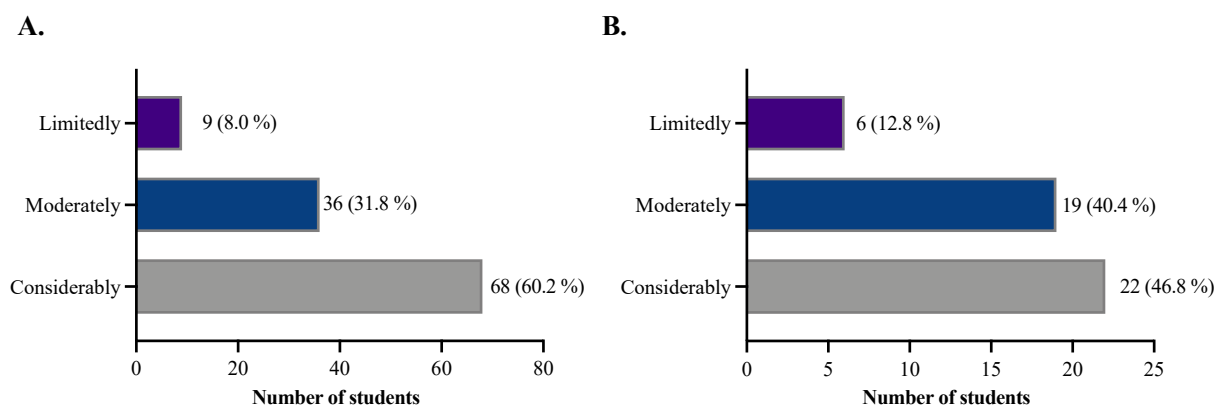 A.
Limitedly
9 (8.0 %)
Moderately
36 (31.8 %)
Considerably
68 (60.2 %)
0 20 40 60 80
Number of students
B.
Limitedly
6 (12.8 %)
Moderately
19 (40.4 %)
Considerably
22 (46.8 %)
0 5 10 15 20 25
Number of students